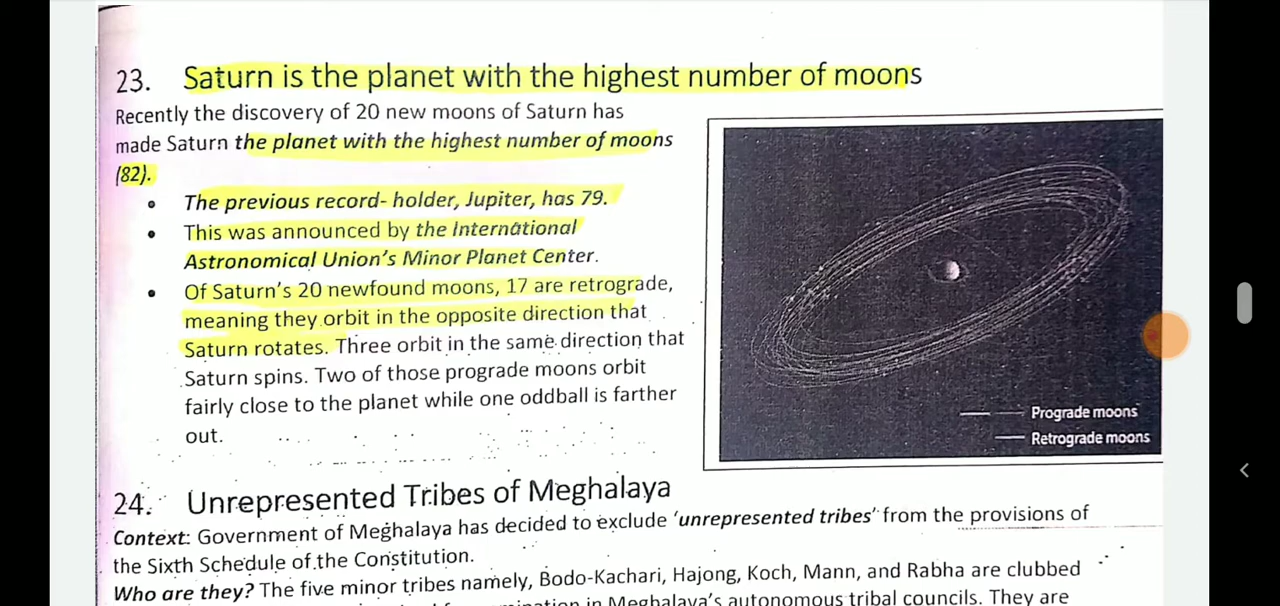 23. Saturn is the planet with the highest number of moons
Recently the discovery of 20 new moons of Saturn has
made Saturn the planet with the highest number of moons
(82).
• The previous record- holder, Jupiter, has 79.
• This was announced by the International
Astronomical Union's Minor Planet Center.
• Of Saturn's 20 newfound moons, 17 are retrograde,
meaning they orbit in the opposite direction that
Saturn rotates. Three orbit in the same direction that
Saturn spins. Two of those prograde moons orbit
fairly close to the planet while one oddball is farther
out.
Prograde moons
Retrograde moons
24. Unrepresented Tribes of Meghalaya
Context: Government of Meghalaya has decided to exclude 'unrepresented tribes' from the provisions of
the Sixth Schedule of the Constitution.
Who are they? The five minor tribes namely, Bodo-Kachari, Hajong, Koch, Mann, and Rabha are clubbed
in Meghalaya's autonomous tribal councils. They are